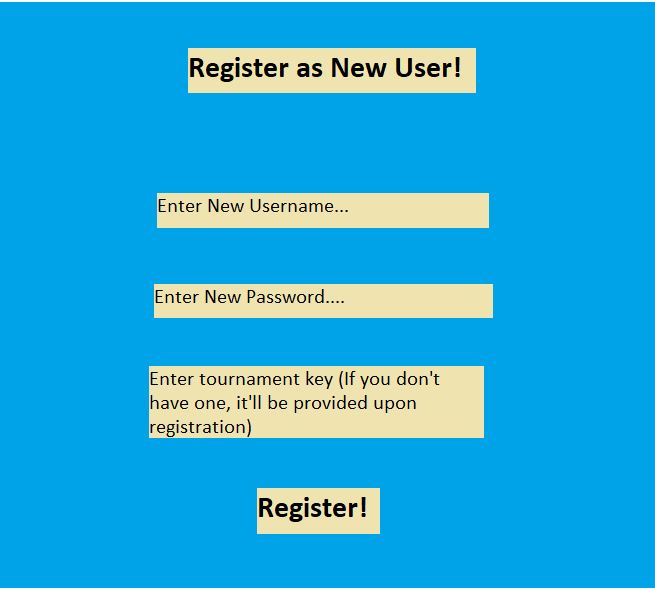 Register as New User!
Enter New Username...
Enter New Password....
Enter tournament key (If you don't
have one, it'll be provided upon
registration)
Register!